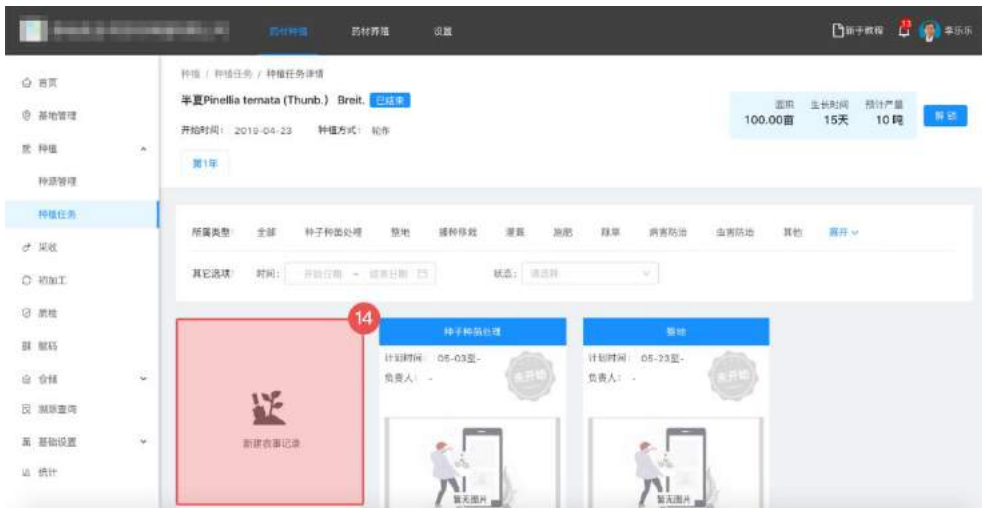 药材种植 药材养殖 设置 新手教程 13 李乐乐
首页
基地管理
种植
种源管理
种植任务
采收
初加工
质检
赋码
仓储
溯源查询
基础设置
统计
种植 / 种植任务 / 种植任务详情
半夏Pinellia ternata (Thunb.) Breit. 已结束
开始时间: 2019-04-23 种植方式: 轮作
面积 生长时间 预计产量
100.00亩 15天 10 吨
解锁
第1年
所属类型: 全部 种子种苗处理 整地 播种移栽 灌溉 施肥 除草 病害防治 虫害防治 其他 展开
其它选项: 时间: 开始日期 ~ 结束日期 状态: 请选择
14
新建农事记录
种子种苗处理
计划时间: 05-03至-
负责人: -
未开始
暂无图片
整地
计划时间: 05-23至-
负责人: -
未开始
暂无图片